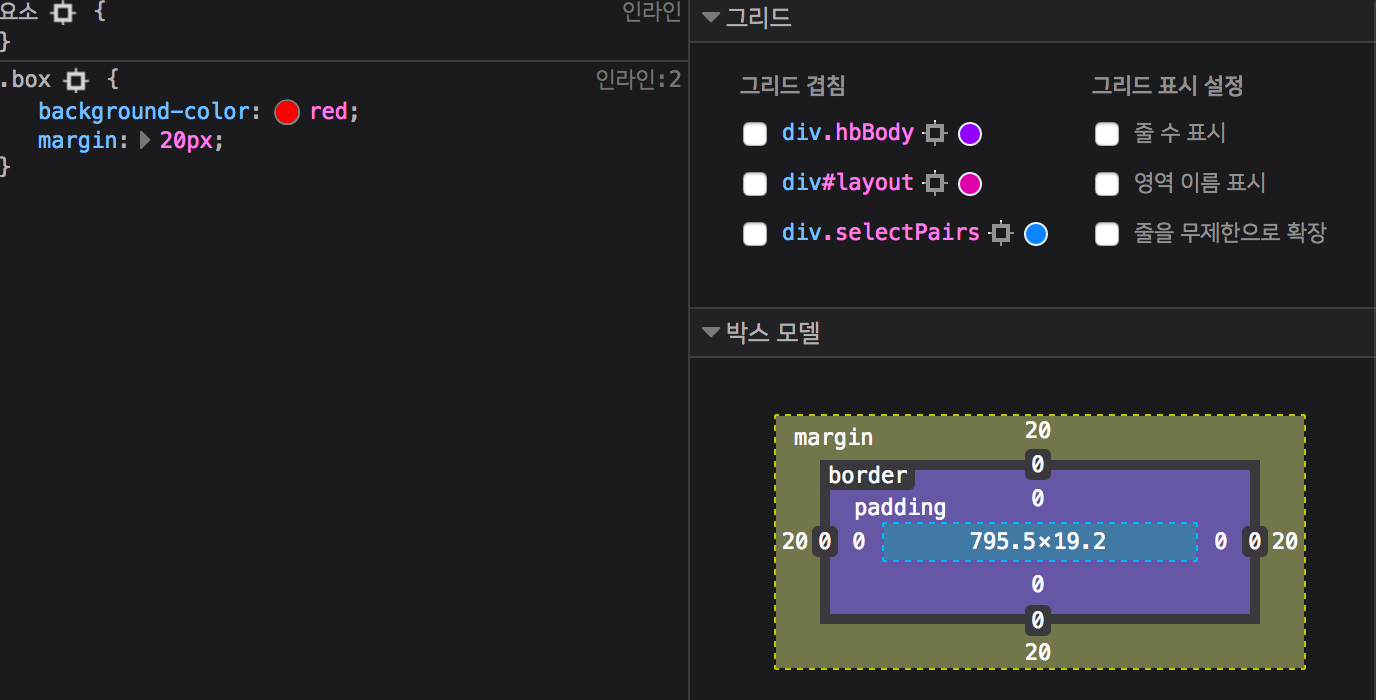 요소 {
인라인
}
.box {
인라인:2
background-color: red;
margin: 20px;
}
그리드
그리드 겹침
div.hbBody
div#layout
div.selectPairs
그리드 표시 설정
줄 수 표시
영역 이름 표시
줄을 무제한으로 확장
박스 모델
margin 20
border 0
padding 0
20 0 0 795.5×19.2 0 0 20
0
0
20